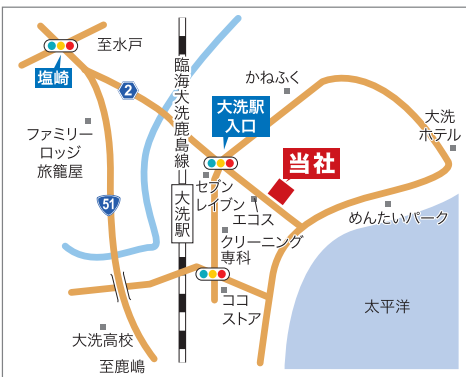 至水戸
塩崎
2
臨海大洗鹿島線
かねふく
大洗駅
入口
大洗
ホテル
ファミリー
ロッジ
旅籠屋
当社
セブン
レイブン
エコス
51
大洗駅
めんたいパーク
クリーニング
専科
ココ
ストア
太平洋
大洗高校
至鹿嶋